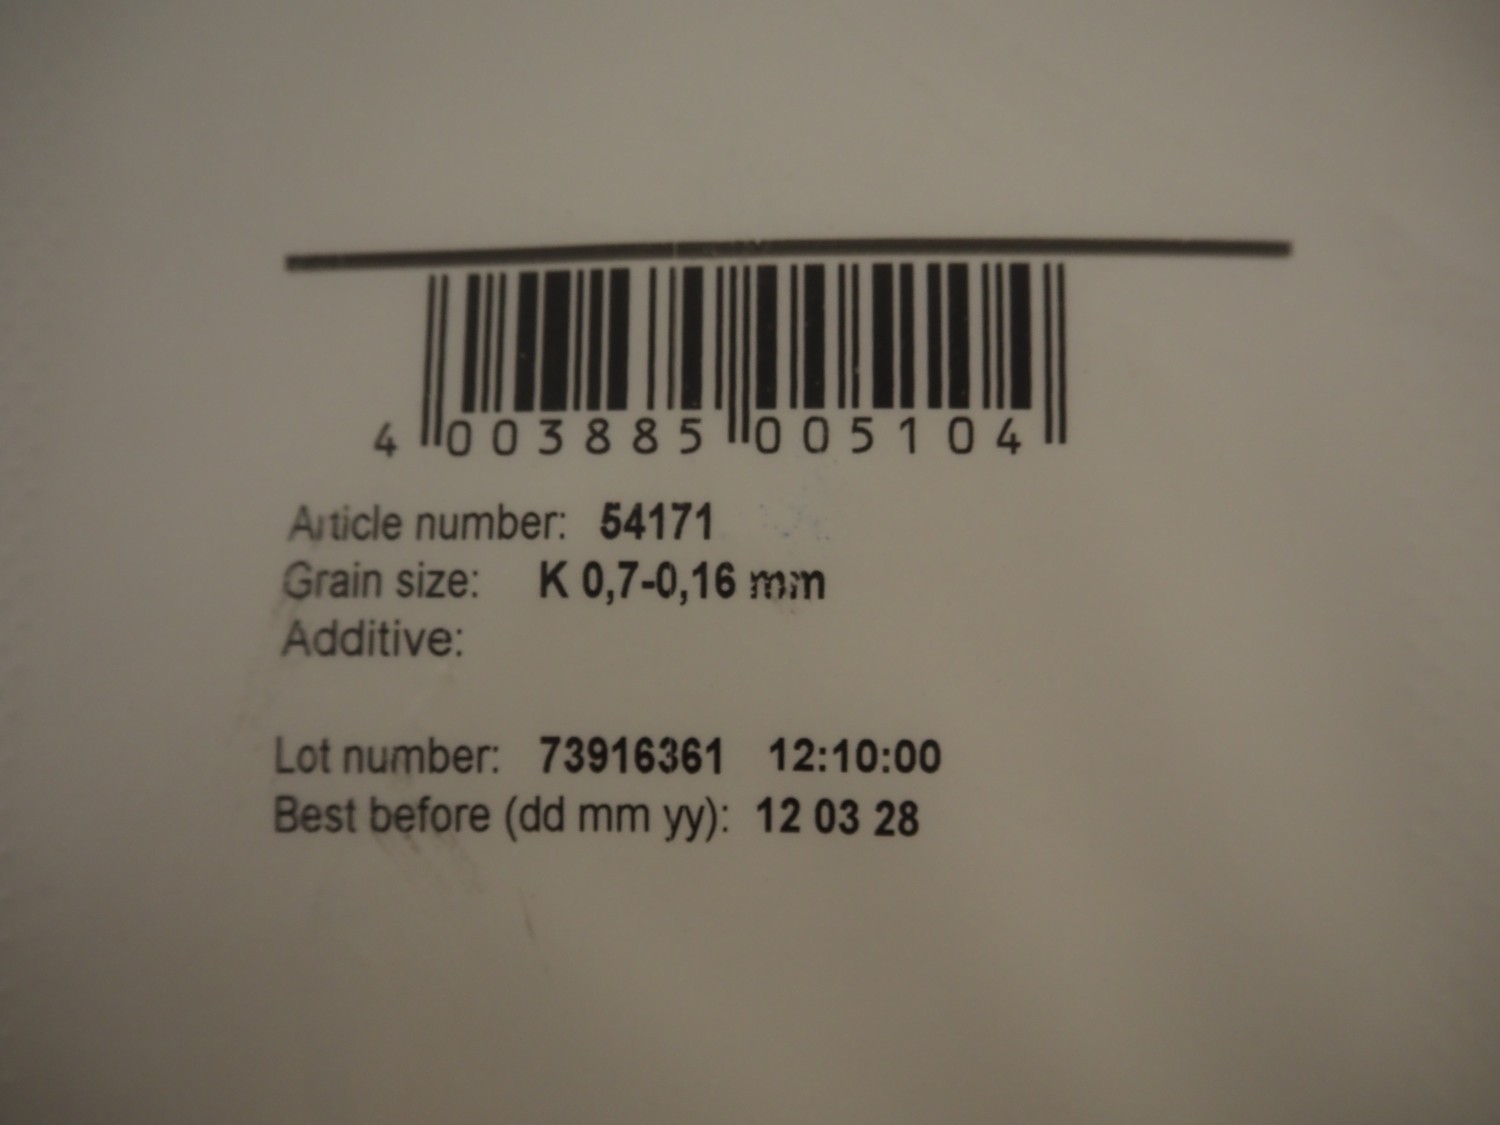 4 003885 005104
Article number: 54171
Grain size: K 0,7-0,16 mm
Additive:
Lot number: 73916361 12:10:00
Best before (dd mm yy): 12 03 28